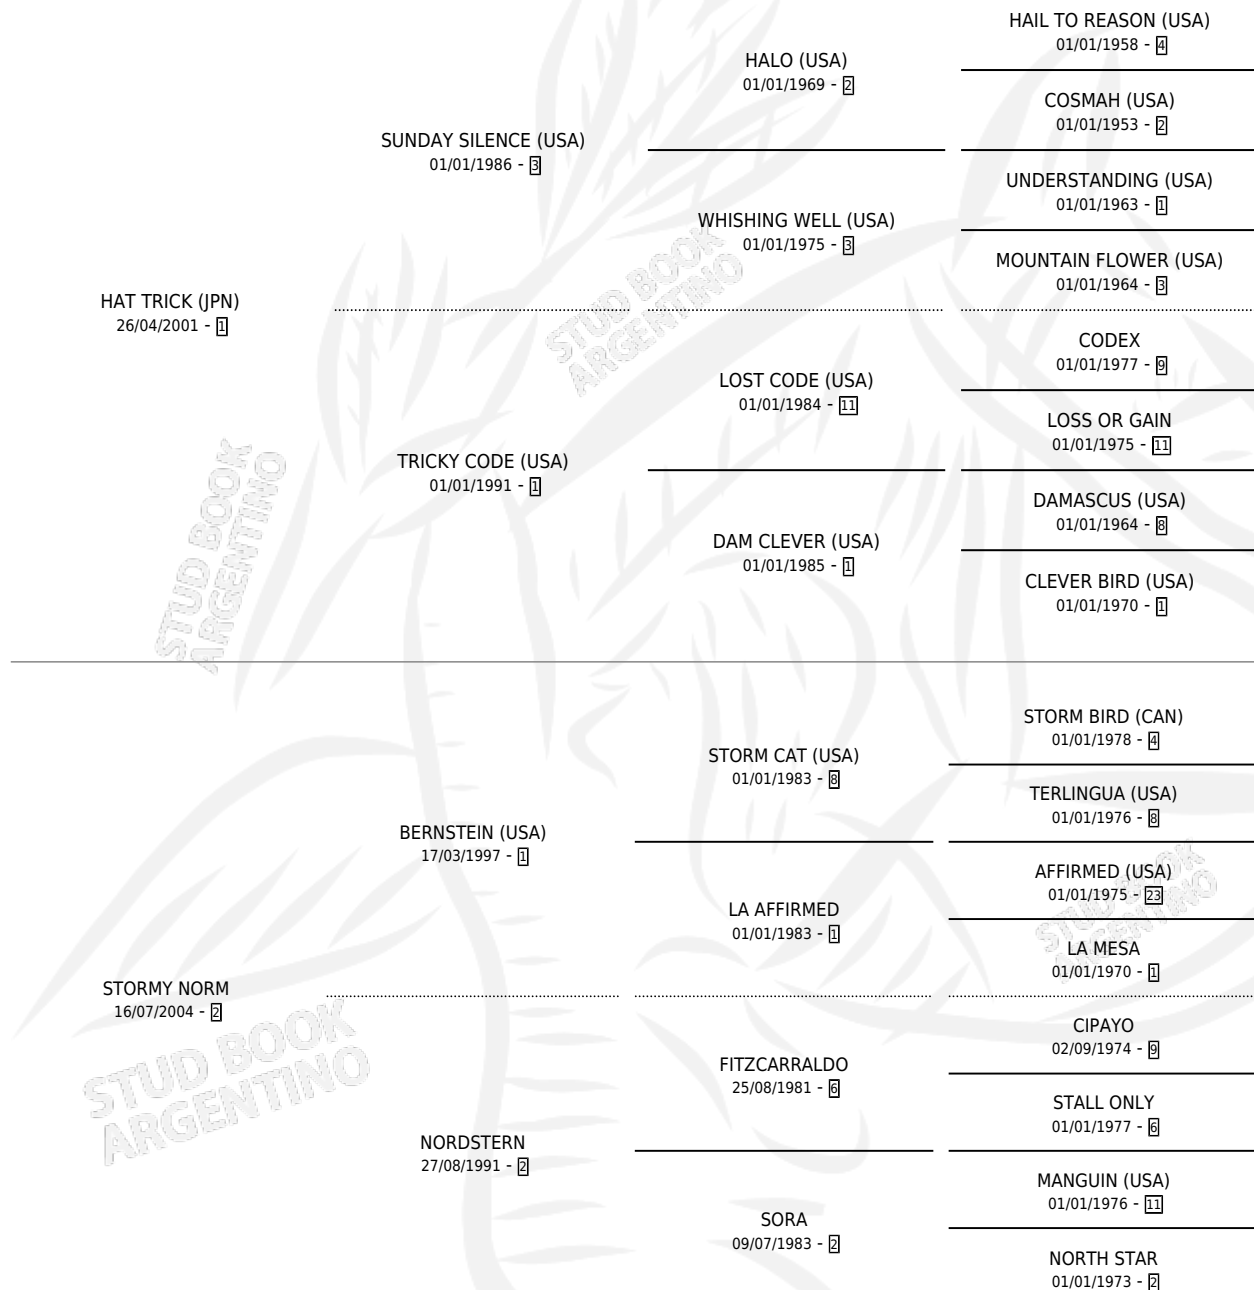 HAIL TO REASON (USA)
01/01/1958 - 4
HALO (USA)
01/01/1969 - 2
COSMAH (USA)
01/01/1953 - 2
SUNDAY SILENCE (USA)
01/01/1986 - 3
UNDERSTANDING (USA)
01/01/1963 - 1
WHISHING WELL (USA)
01/01/1975 - 3
MOUNTAIN FLOWER (USA)
01/01/1964 - 3
HAT TRICK (JPN)
26/04/2001 - 1
CODEX
01/01/1977 - 9
LOST CODE (USA)
01/01/1984 - 11
LOSS OR GAIN
01/01/1975 - 11
TRICKY CODE (USA)
01/01/1991 - 1
DAMASCUS (USA)
01/01/1964 - 8
DAM CLEVER (USA)
01/01/1985 - 1
CLEVER BIRD (USA)
01/01/1970 - 1
STORM BIRD (CAN)
01/01/1978 - 4
STORM CAT (USA)
01/01/1983 - 8
TERLINGUA (USA)
01/01/1976 - 8
BERNSTEIN (USA)
17/03/1997 - 1
AFFIRMED (USA)
01/01/1975 - 23
LA AFFIRMED
01/01/1983 - 1
LA MESA
01/01/1970 - 1
STORMY NORM
16/07/2004 - 2
CIPAYO
02/09/1974 - 9
FITZCARRALDO
25/08/1981 - 6
STALL ONLY
01/01/1977 - 6
NORDSTERN
27/08/1991 - 2
MANGUIN (USA)
01/01/1976 - 11
SORA
09/07/1983 - 2
NORTH STAR
01/01/1973 - 2
STUD BOOK
ARGENTINO
STUD BOOK
ARGENTINO
STUD BOOK
ARGENTINO
STUD BOOK
ARGENTINO